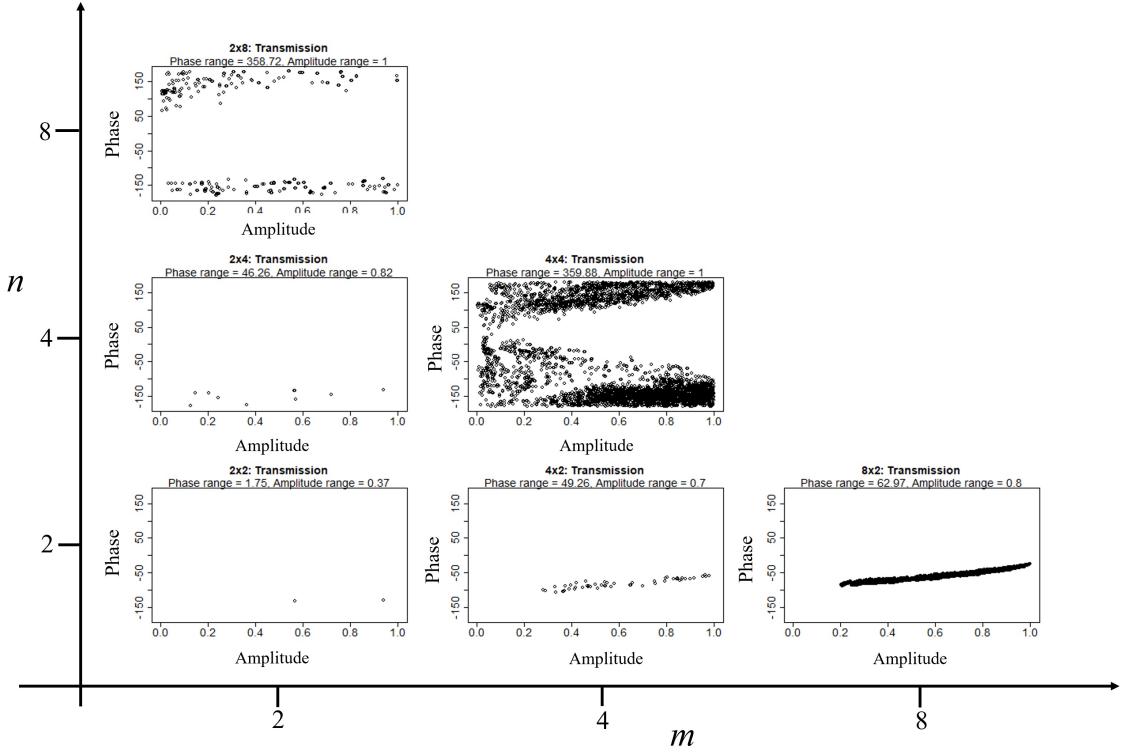 2x8: Transmission
Phase range = 358.72, Amplitude range = 1
150
50
-50
-150
Phase
0.0 0.2 0.4 0.6 0.8 1.0
Amplitude
8
2x4: Transmission
Phase range = 46.26, Amplitude range = 0.82
150
50
-50
-150
Phase
0.0 0.2 0.4 0.6 0.8 1.0
Amplitude
4x4: Transmission
Phase range = 359.88, Amplitude range = 1
150
50
-50
-150
Phase
0.0 0.2 0.4 0.6 0.8 1.0
Amplitude
n
4
2x2: Transmission
Phase range = 1.75, Amplitude range = 0.37
150
50
-50
-150
Phase
0.0 0.2 0.4 0.6 0.8 1.0
Amplitude
4x2: Transmission
Phase range = 49.26, Amplitude range = 0.7
150
50
-50
-150
Phase
0.0 0.2 0.4 0.6 0.8 1.0
Amplitude
8x2: Transmission
Phase range = 62.97, Amplitude range = 0.8
150
50
-50
-150
Phase
0.0 0.2 0.4 0.6 0.8 1.0
Amplitude
2
2 4 8
m